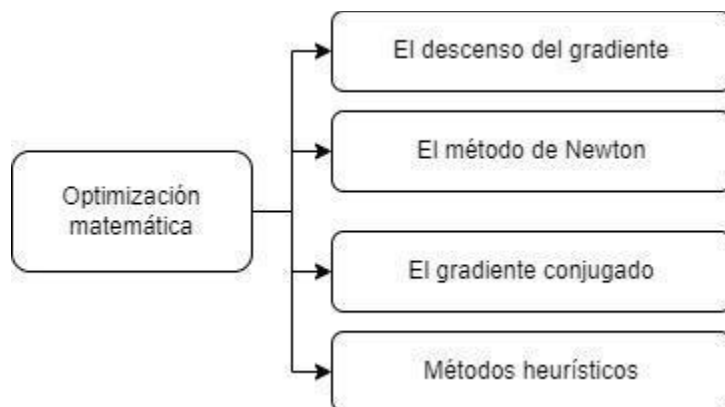 El descenso del gradiente
El método de Newton
Optimización
matemática
El gradiente conjugado
Métodos heurísticos